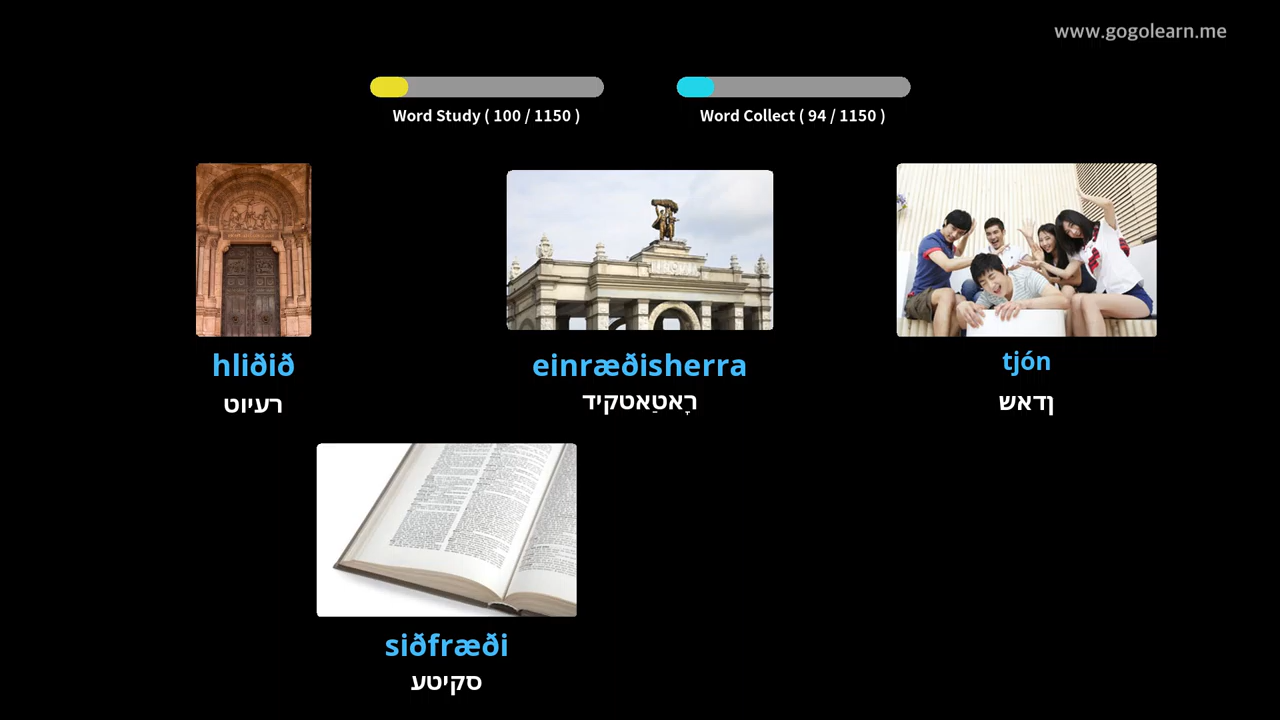 www.gogolearn.me
Word Study ( 100 / 1150 )
Word Collect ( 94 / 1150 )
hliðið
רעיוט
einræðisherra
רָאטַאטקיד
tjón
ןדאש
siðfræði
סקיטע